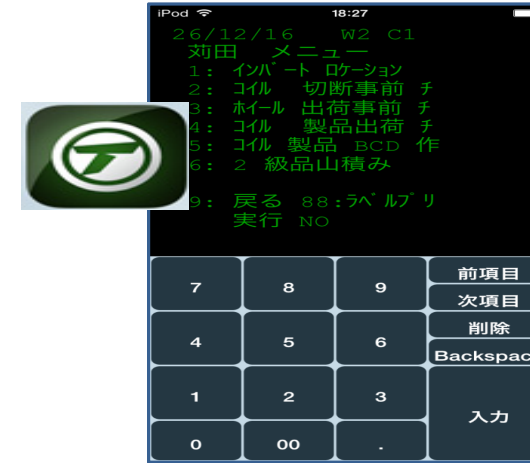 iPod 18:27
26/12/16 W2 C1
苅田 メニュー
1: ｲﾝﾊﾞｰﾄ ﾛｹｰｼｮﾝ
2: ｺｲﾙ 切断事前 ﾁ
3: ﾎｲｰﾙ 出荷事前 ﾁ
4: ｺｲﾙ 製品出荷 ﾁ
5: ｺｲﾙ 製品 BCD 作
6: 2 級品山積み
9: 戻る 88:ﾗﾍﾞﾙﾌﾟﾘ
実行 NO
7 8 9 前項目
次項目
4 5 6 削除
Backspac
1 2 3 入力
0 00 .